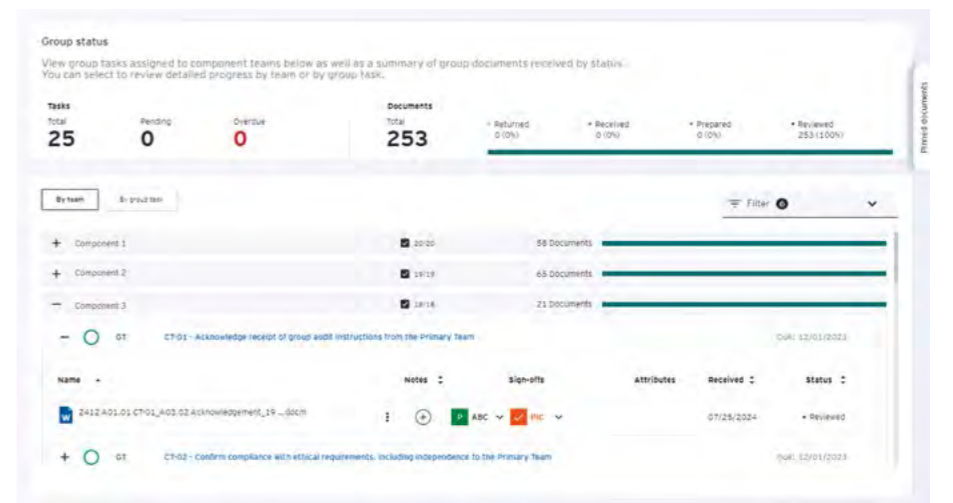 Group status
View group tasks assigned to component teams below as well as a summary of group documents received by status.
You can select to review detailed progress by team or by group task.
Tasks
Total Pending Overdue
25 0 0
Documents
Total
253
Returned Received Prepared Reviewed
0 (0%) 0 (0%) 0 (0%) 253 (100%)
Pinned documents
By team By group task
Filter
Component 1 20/20 58 Documents
Component 2 19/19 65 Documents
Component 3 18/18 21 Documents
GT CT-01 - Acknowledge receipt of group audit instructions from the Primary Team Due: 12/01/2023
Name Notes Sign-offs Attributes Received Status
2412 A01.01 CT-01_A03.02 Acknowledgement_19 ... .docm P ABC PIC 07/25/2024 Reviewed
GT CT-02 - Confirm compliance with ethical requirements, including independence to the Primary Team Due: 12/01/2023